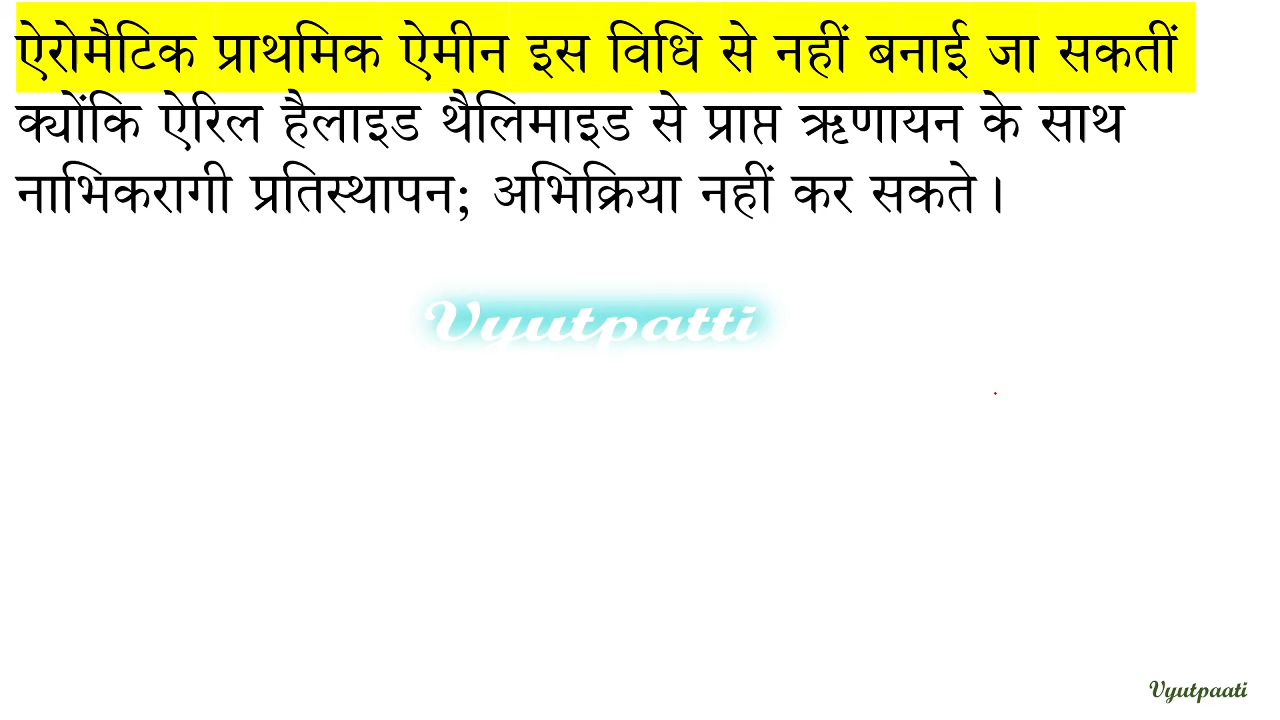 ऐरोमैटिक प्राथमिक ऐमीन इस विधि से नहीं बनाई जा सकतीं
क्योंकि ऐरिल हैलाइड थैलिमाइड से प्राप्त ऋणायन के साथ
नाभिकरागी प्रतिस्थापन; अभिक्रिया नहीं कर सकते।
Vyutpatti
Vyutpaati